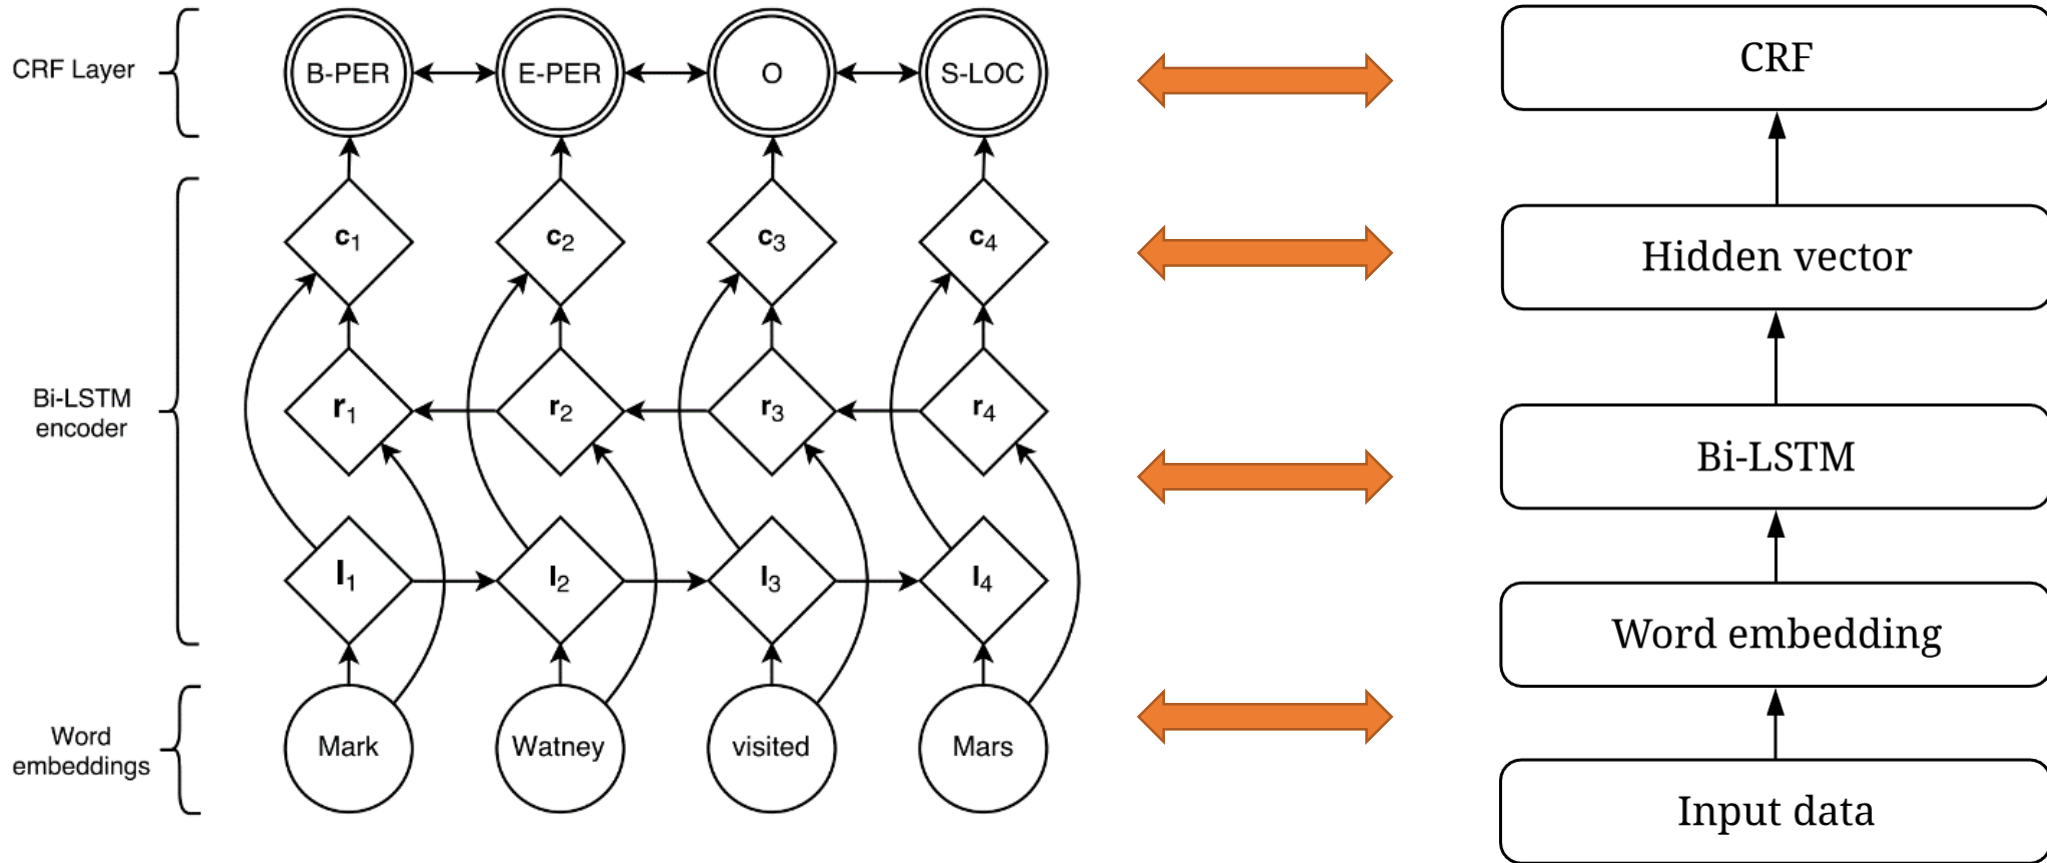 CRF Layer
B-PER
E-PER
O
S-LOC
CRF
c1
c2
c3
c4
Hidden vector
Bi-LSTM
encoder
r1
r2
r3
r4
Bi-LSTM
l1
l2
l3
l4
Word embedding
Word
embeddings
Mark
Watney
visited
Mars
Input data